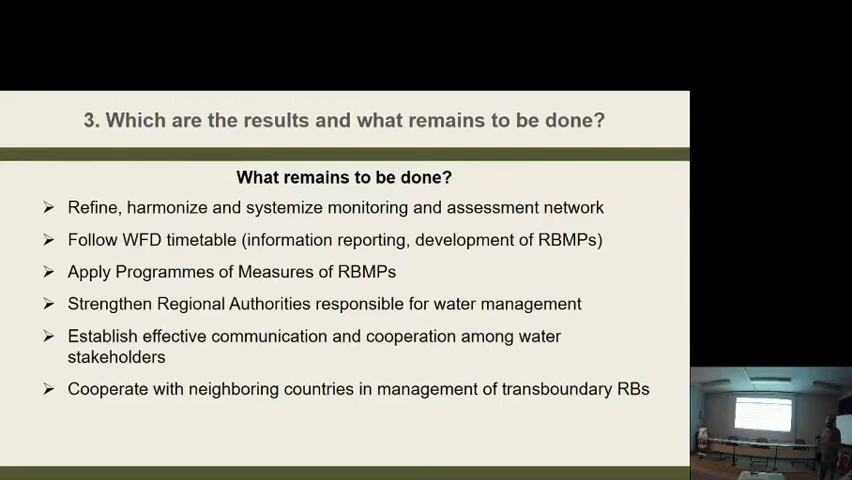 3. Which are the results and what remains to be done?
What remains to be done?
Refine, harmonize and systemize monitoring and assessment network
Follow WFD timetable (information reporting, development of RBMPs)
Apply Programmes of Measures of RBMPs
Strengthen Regional Authorities responsible for water management
Establish effective communication and cooperation among water
stakeholders
Cooperate with neighboring countries in management of transboundary RBs